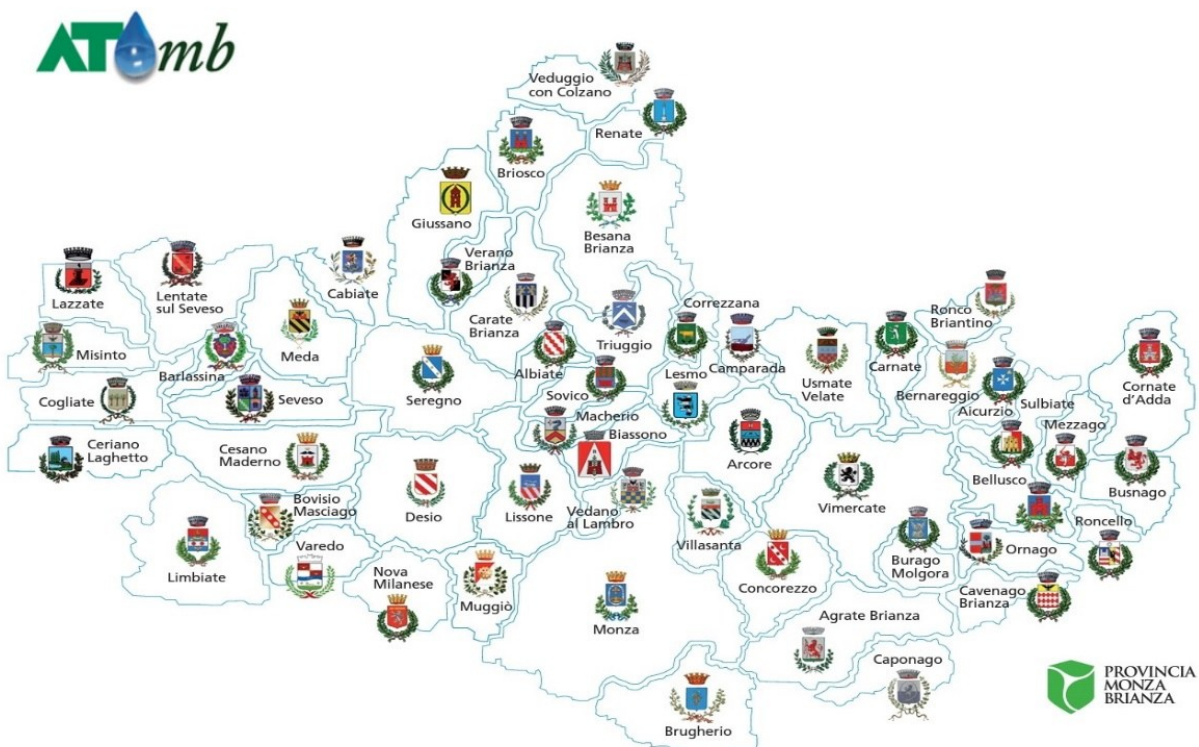 ATOmb
Veduggio
con Colzano
Renate
Briosco
Giussano
Besana
Brianza
Verano
Brianza
Lazzate
Lentate
sul Seveso
Cabiate
Carate
Brianza
Triuggio
Correzzana
Ronco
Briantino
Misinto
Barlassina
Meda
Seregno
Albiate
Lesmo
Camparada
Usmate
Velate
Carnate
Bernareggio
Aicurzio
Sulbiate
Cornate
d'Adda
Cogliate
Seveso
Sovico
Macherio
Biassono
Mezzago
Ceriano
Laghetto
Cesano
Maderno
Arcore
Bellusco
Busnago
Bovisio
Masciago
Desio
Lissone
Vedano
al Lambro
Vimercate
Roncello
Limbiate
Varedo
Villasanta
Burago
Molgora
Ornago
Nova
Milanese
Muggiò
Monza
Concorezzo
Cavenago
Brianza
Agrate Brianza
Caponago
Brugherio
PROVINCIA
MONZA
BRIANZA